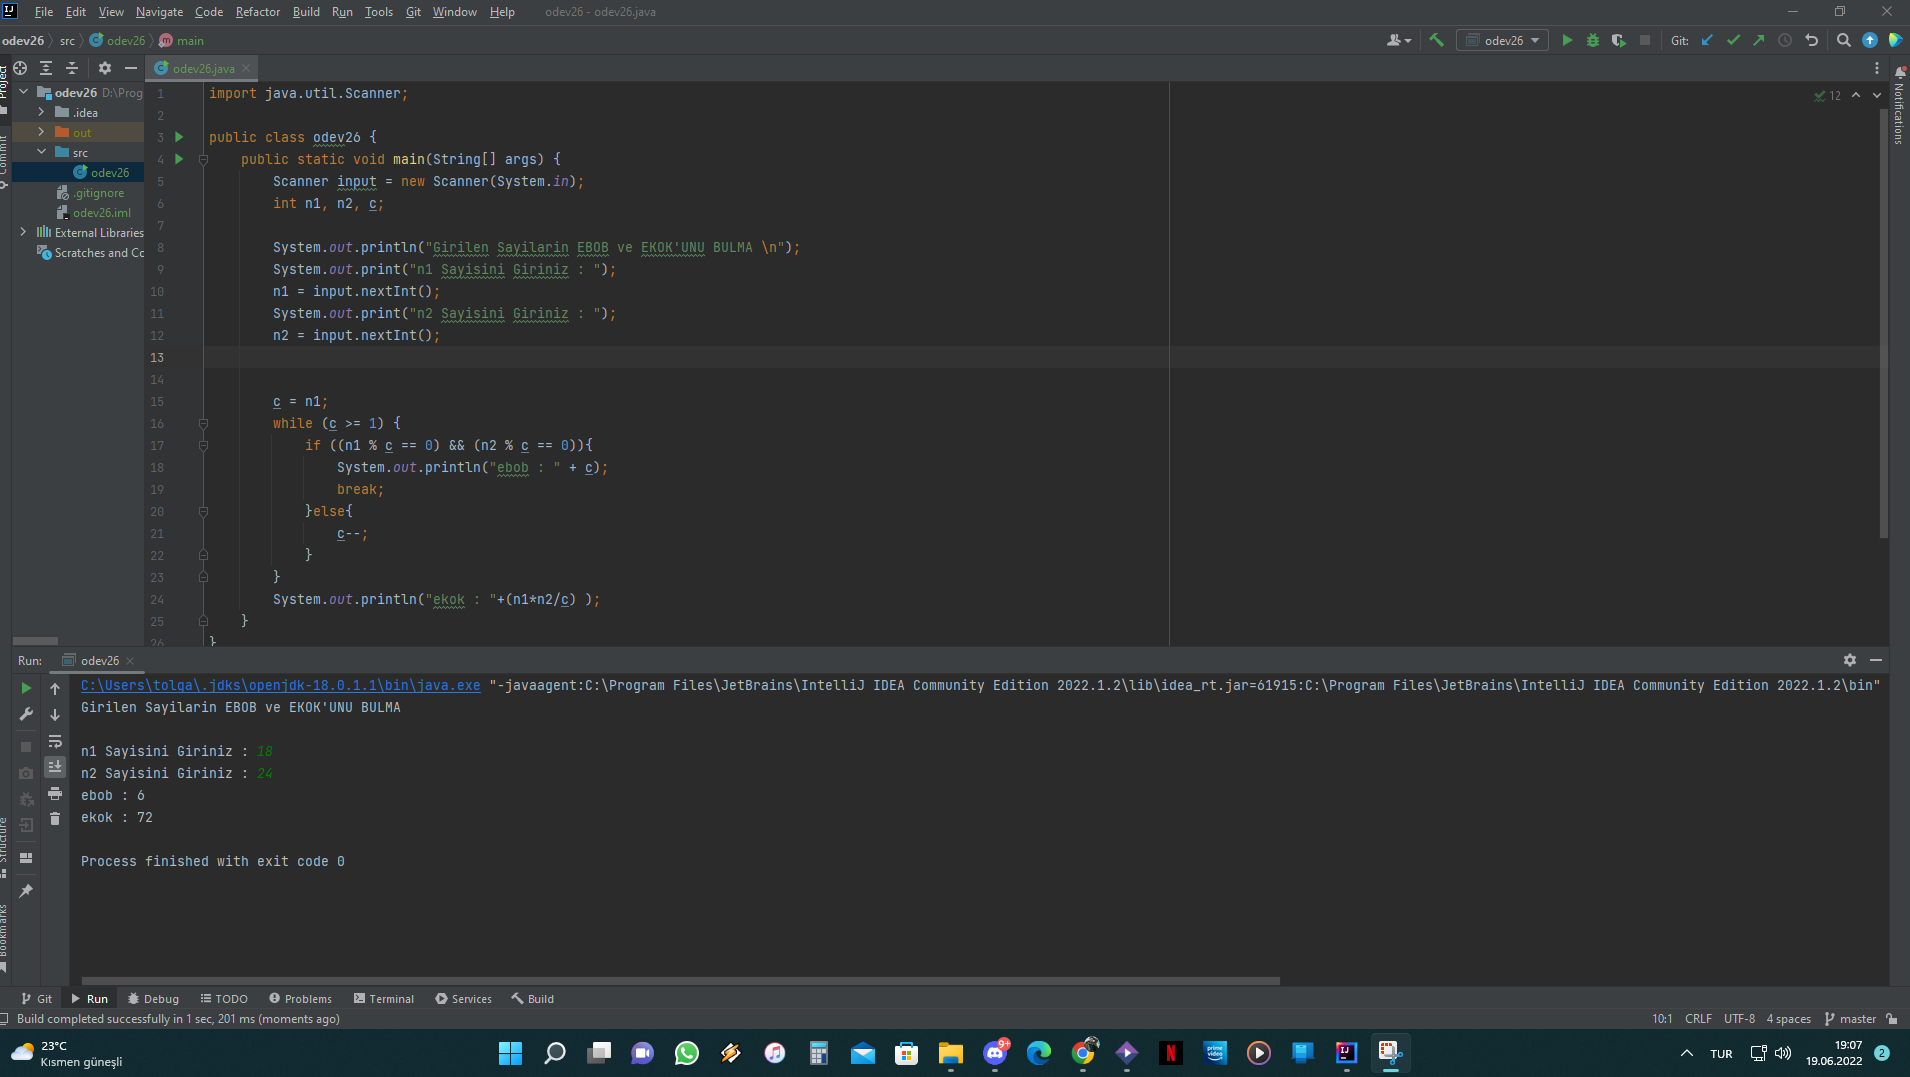 File Edit View Navigate Code Refactor Build Run Tools Git Window Help odev26 - odev26.java
odev26 src odev26 main
odev26 Git:
odev26.java
Project
Commit
Structure
Bookmarks
Notifications
odev26 D:\Prog
.idea
out
src
odev26
.gitignore
odev26.iml
External Libraries
Scratches and Co
12
1 import java.util.Scanner;
2
3 public class odev26 {
4 public static void main(String[] args) {
5 Scanner input = new Scanner(System.in);
6 int n1, n2, c;
7
8 System.out.println("Girilen Sayilarin EBOB ve EKOK'UNU BULMA \n");
9 System.out.print("n1 Sayisini Giriniz : ");
10 n1 = input.nextInt();
11 System.out.print("n2 Sayisini Giriniz : ");
12 n2 = input.nextInt();
13
14
15 c = n1;
16 while (c >= 1) {
17 if ((n1 % c == 0) && (n2 % c == 0)){
18 System.out.println("ebob : " + c);
19 break;
20 }else{
21 c--;
22 }
23 }
24 System.out.println("ekok : "+(n1*n2/c) );
25 }
26 }
Run: odev26
C:\Users\tolga\.jdks\openjdk-18.0.1.1\bin\java.exe "-javaagent:C:\Program Files\JetBrains\IntelliJ IDEA Community Edition 2022.1.2\lib\idea_rt.jar=61915:C:\Program Files\JetBrains\IntelliJ IDEA Community Edition 2022.1.2\bin"
Girilen Sayilarin EBOB ve EKOK'UNU BULMA
n1 Sayisini Giriniz : 18
n2 Sayisini Giriniz : 24
ebob : 6
ekok : 72
Process finished with exit code 0
Git Run Debug TODO Problems Terminal Services Build
Build completed successfully in 1 sec, 201 ms (moments ago) 10:1 CRLF UTF-8 4 spaces master
23°C
Kısmen güneşli
9+
prime video
TUR
19:07
19.06.2022
2